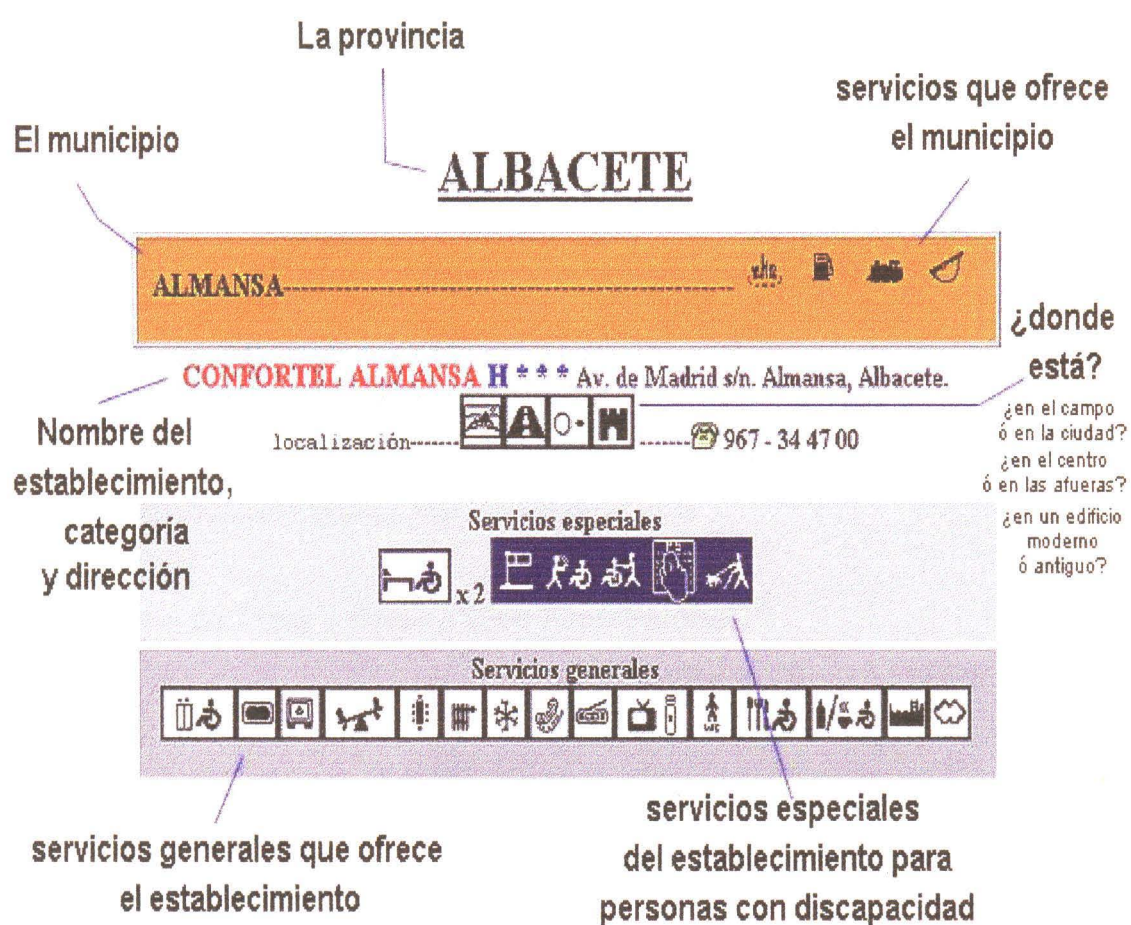 La provincia
servicios que ofrece
el municipio
El municipio
ALBACETE
ALMANSA
¿donde
está?
CONFORTEL ALMANSA H * * * Av. de Madrid s/n. Almansa, Albacete.
localización
967 - 34 47 00
¿en el campo
ó en la ciudad?
¿en el centro
ó en las afueras?
¿en un edificio
moderno
ó antiguo?
Nombre del
establecimiento,
categoría
y dirección
Servicios especiales
x 2
Servicios generales
servicios generales que ofrece
el establecimiento
servicios especiales
del establecimiento para
personas con discapacidad